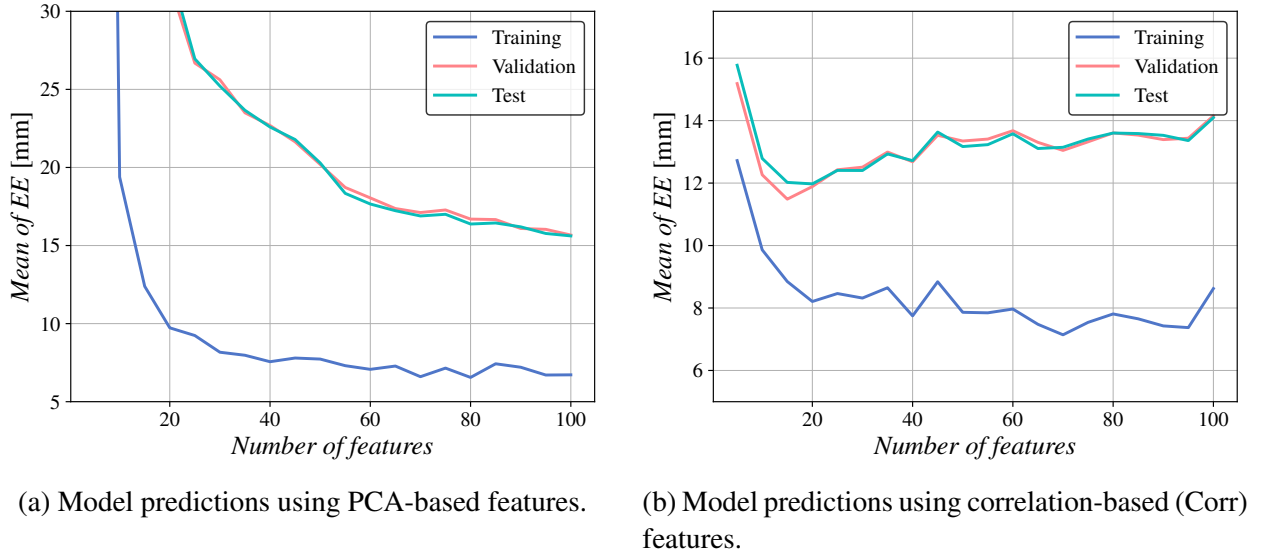 30
25
20
15
10
5
Mean of EE [mm]
20
40
60
80
100
Number of features
Training
Validation
Test
(a) Model predictions using PCA-based features.
16
14
12
10
8
6
Mean of EE [mm]
20
40
60
80
100
Number of features
Training
Validation
Test
(b) Model predictions using correlation-based (Corr)
features.